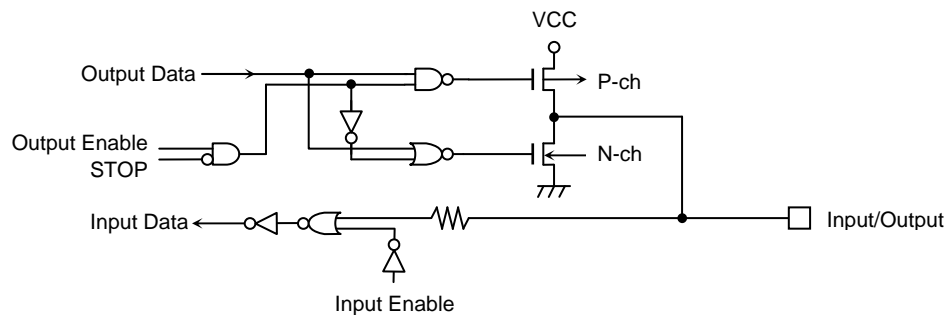 VCC
Output Data
P-ch
Output Enable
STOP
N-ch
Input Data
Input/Output
Input Enable